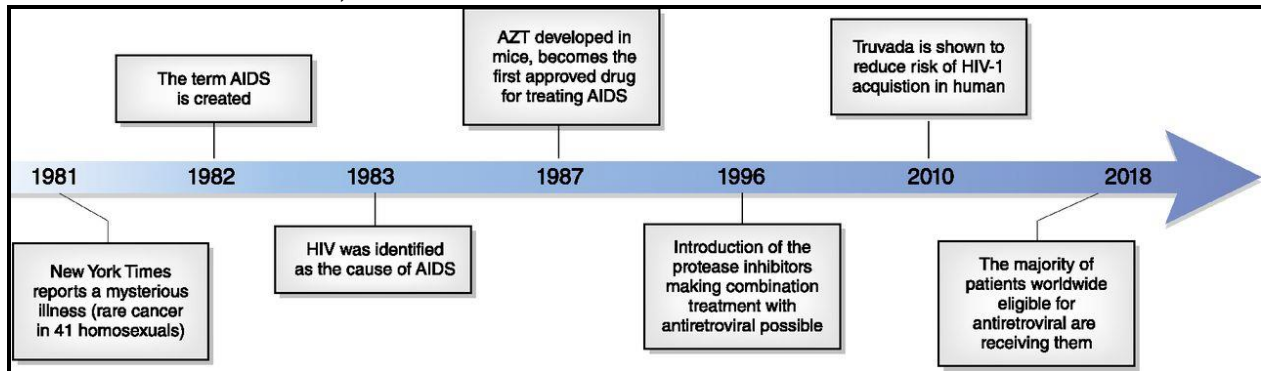 The term AIDS
is created
AZT developed in
mice, becomes the
first approved drug
for treating AIDS
Truvada is shown to
reduce risk of HIV-1
acquistion in human
1981 1982 1983 1987 1996 2010 2018
New York Times
reports a mysterious
illness (rare cancer
in 41 homosexuals)
HIV was identified
as the cause of AIDS
Introduction of the
protease inhibitors
making combination
treatment with
antiretroviral possible
The majority of
patients worldwide
eligible for
antiretroviral are
receiving them